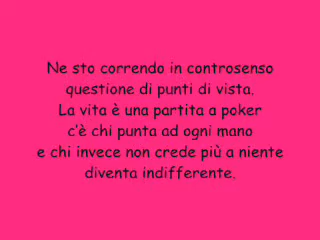 Ne sto correndo in controsenso
questione di punti di vista.
La vita è una partita a poker
c'è chi punta ad ogni mano
e chi invece non crede più a niente
diventa indifferente.